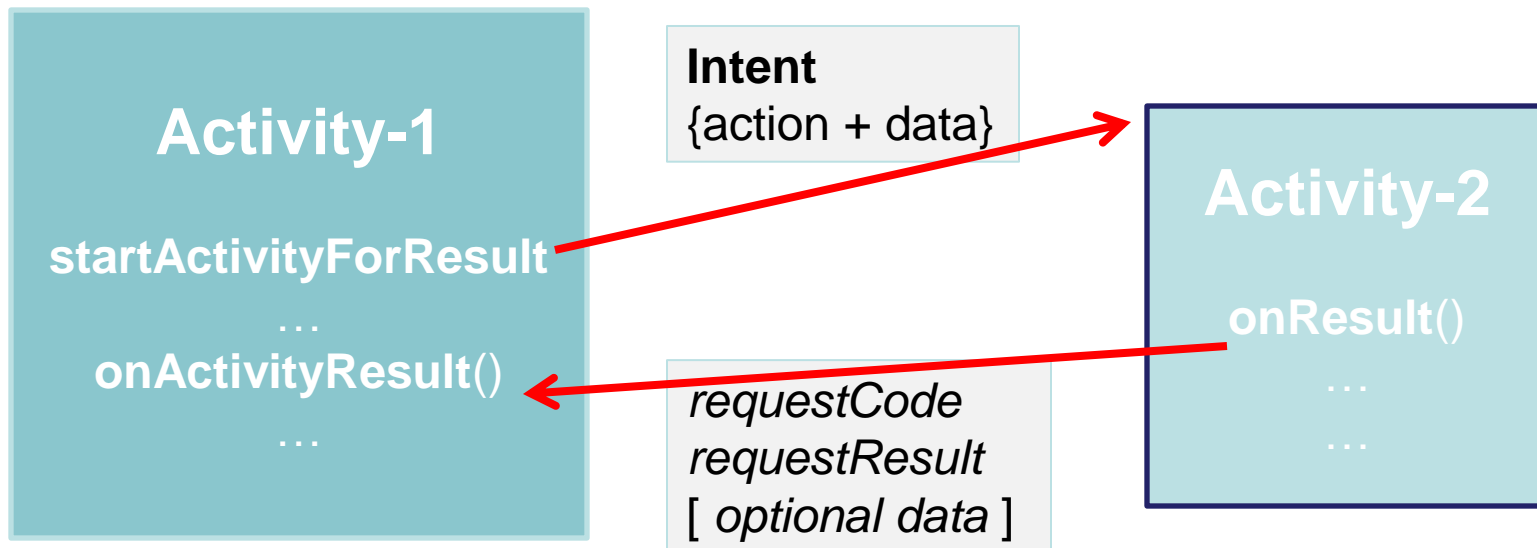 Activity-1
startActivityForResult
...
onActivityResult()
...
Intent
{action + data}
requestCode
requestResult
[ optional data ]
Activity-2
onResult()
...
...